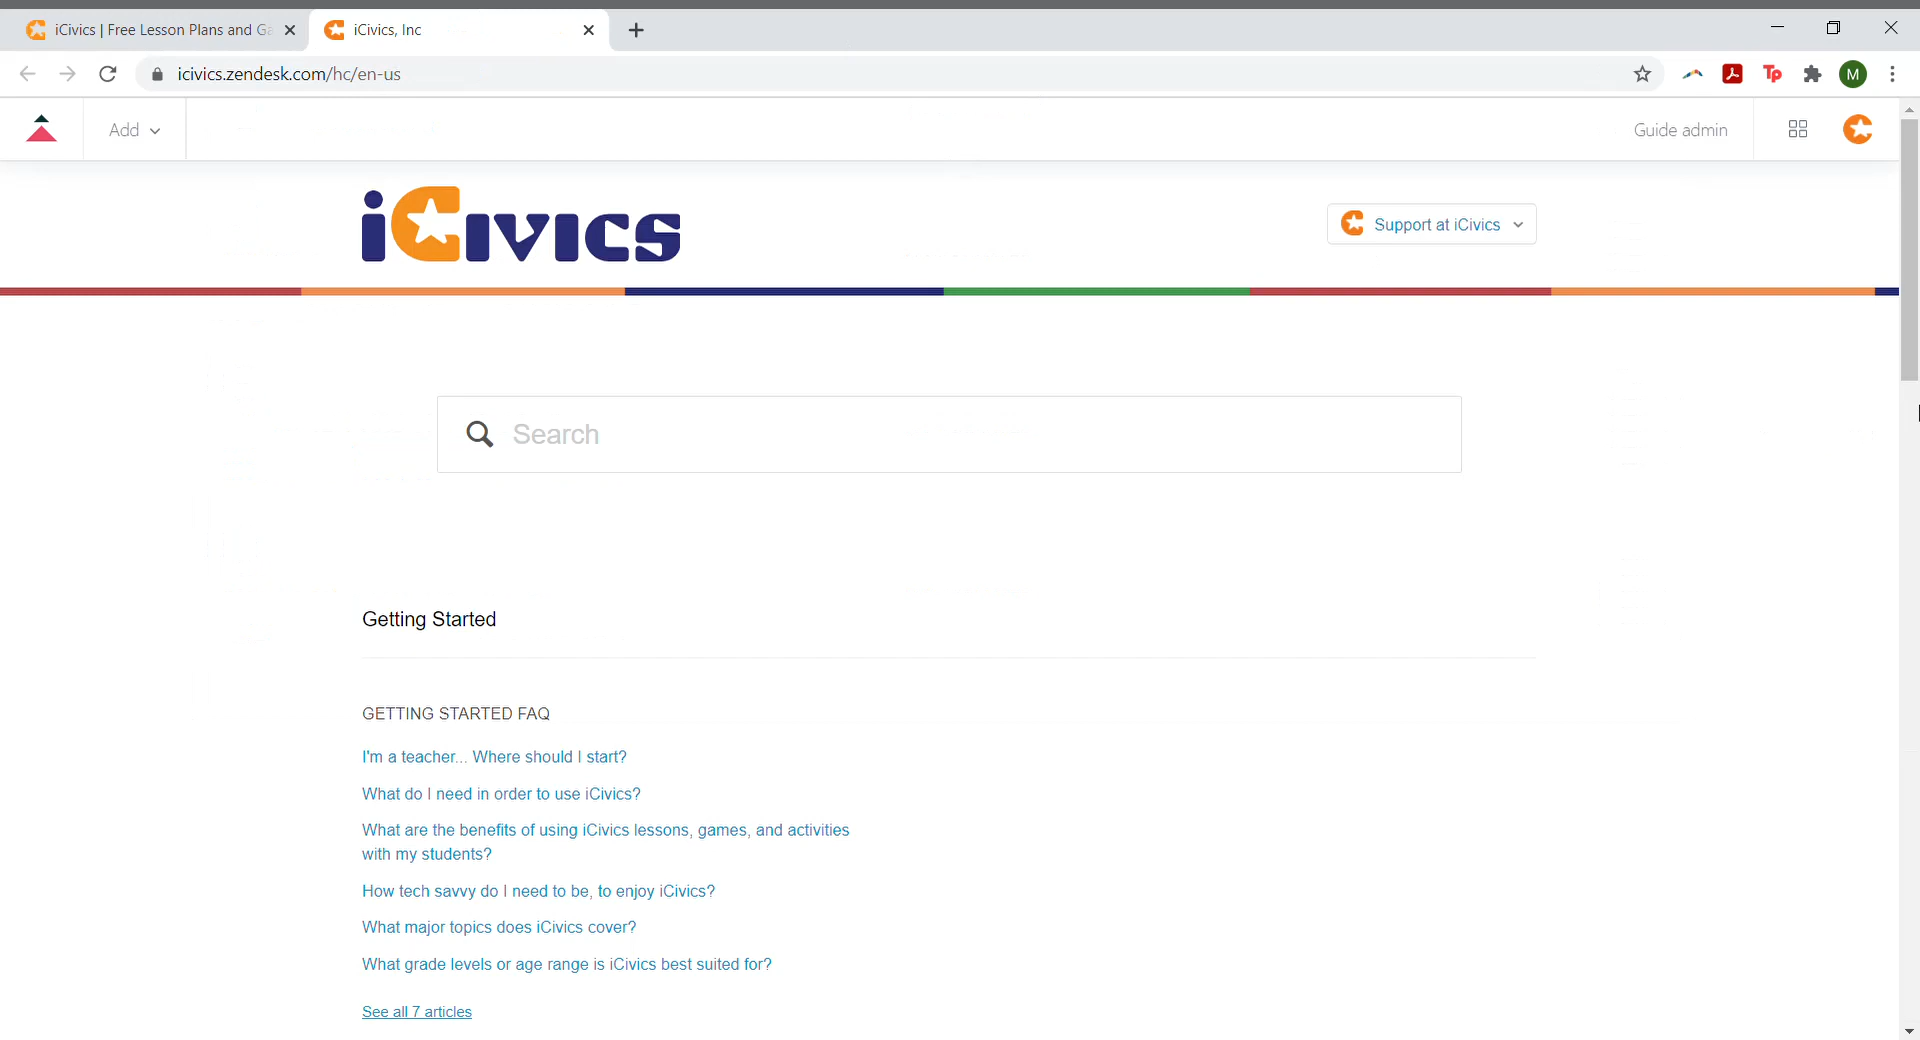 iCivics | Free Lesson Plans and Ga
iCivics, Inc
icivics.zendesk.com/hc/en-us
Tp
M
Add
Guide admin
iCivics
Support at iCivics
Search
Getting Started
GETTING STARTED FAQ
I'm a teacher... Where should I start?
What do I need in order to use iCivics?
What are the benefits of using iCivics lessons, games, and activities
with my students?
How tech savvy do I need to be, to enjoy iCivics?
What major topics does iCivics cover?
What grade levels or age range is iCivics best suited for?
See all 7 articles